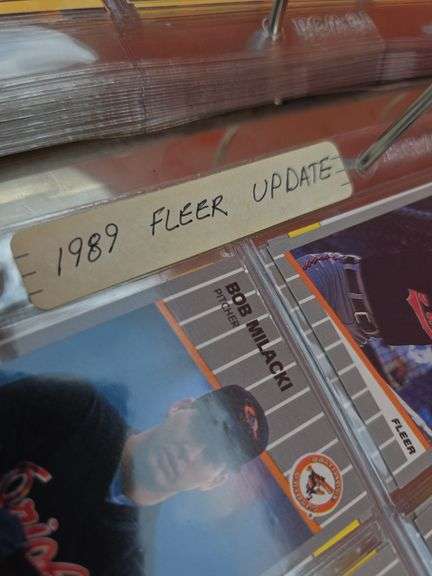 1989 FLEER UPDATE
BOB MILACKI
PITCHER
FLEER